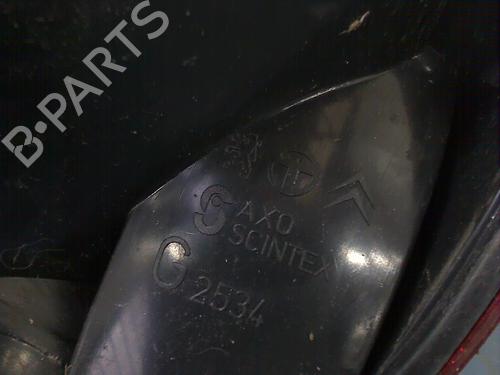 B-PARTS
AXO
SCINTEX
G 2534